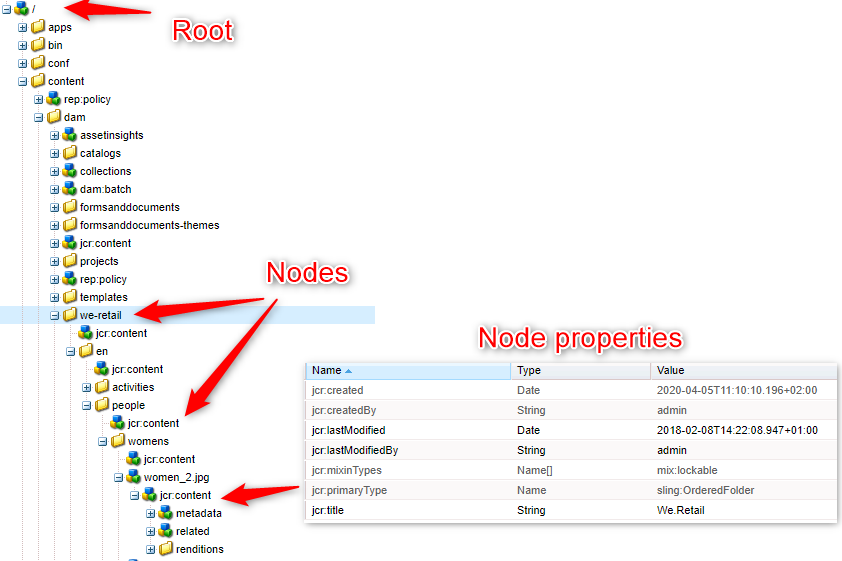 /
Root
apps
bin
conf
content
rep:policy
dam
assetinsights
catalogs
collections
dam:batch
formsanddocuments
formsanddocuments-themes
jcr:content
projects
Nodes
rep:policy
templates
we-retail
jcr:content
en
jcr:content
activities
people
jcr:content
womens
jcr:content
women_2.jpg
jcr:content
metadata
related
renditions
Node properties
Name Type Value
jcr:created Date 2020-04-05T11:10:10.196+02:00
jcr:createdBy String admin
jcr:lastModified Date 2018-02-08T14:22:08.947+01:00
jcr:lastModifiedBy String admin
jcr:mixinTypes Name[] mix:lockable
jcr:primaryType Name sling:OrderedFolder
jcr:title String We.Retail